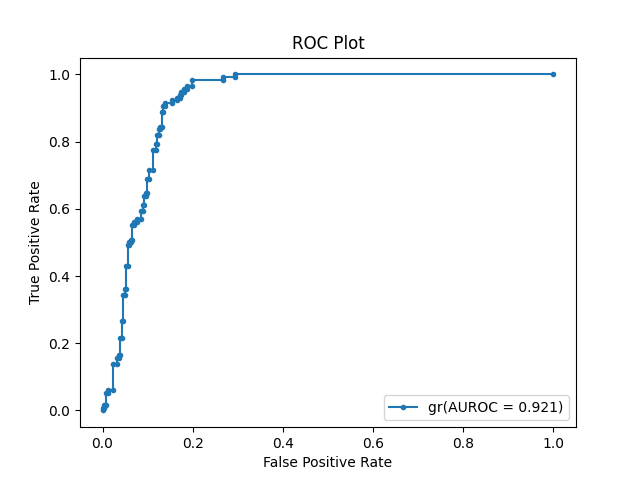 ROC Plot
True Positive Rate
1.0
0.8
0.6
0.4
0.2
0.0
gr(AUROC = 0.921)
0.0 0.2 0.4 0.6 0.8 1.0
False Positive Rate